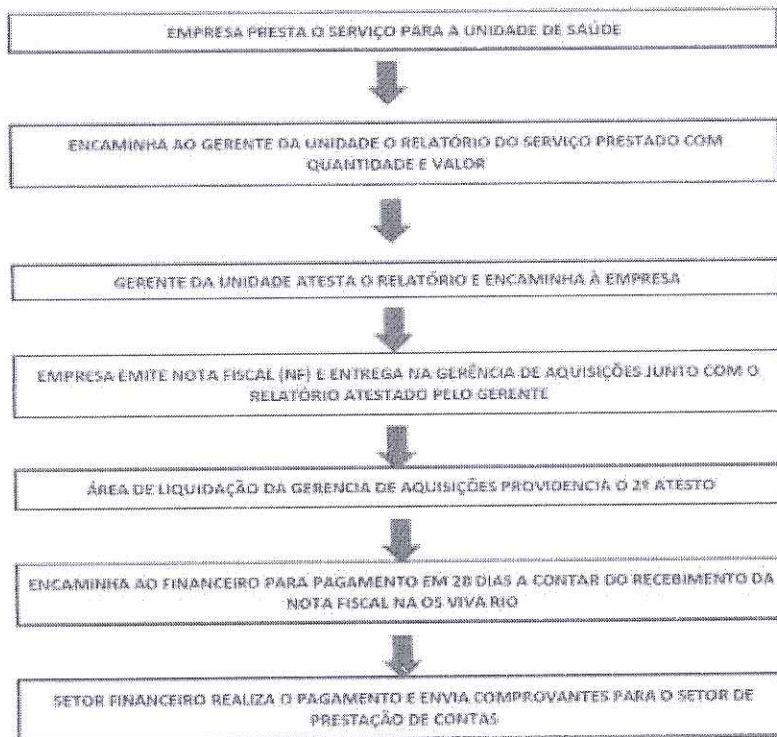 EMPRESA PRESTA O SERVIÇO PARA A UNIDADE DE SAÚDE
ENCAMINHA AO GERENTE DA UNIDADE O RELATÓRIO DO SERVIÇO PRESTADO COM
QUANTIDADE E VALOR
GERENTE DA UNIDADE ATESTA O RELATÓRIO E ENCAMINHA À EMPRESA
EMPRESA EMITE NOTA FISCAL (NF) E ENTREGA NA GERÊNCIA DE AQUISIÇÕES JUNTO COM O
RELATÓRIO ATESTADO PELO GERENTE
ÁREA DE LIQUIDAÇÃO DA GERENCIA DE AQUISIÇÕES PROVIDENCIA O 2º ATESTO
ENCAMINHA AO FINANCEIRO PARA PAGAMENTO EM 28 DIAS A CONTAR DO RECEBIMENTO DA
NOTA FISCAL NA OS VIVA RIO
SETOR FINANCEIRO REALIZA O PAGAMENTO E ENVIA COMPROVANTES PARA O SETOR DE
PRESTAÇÃO DE CONTAS